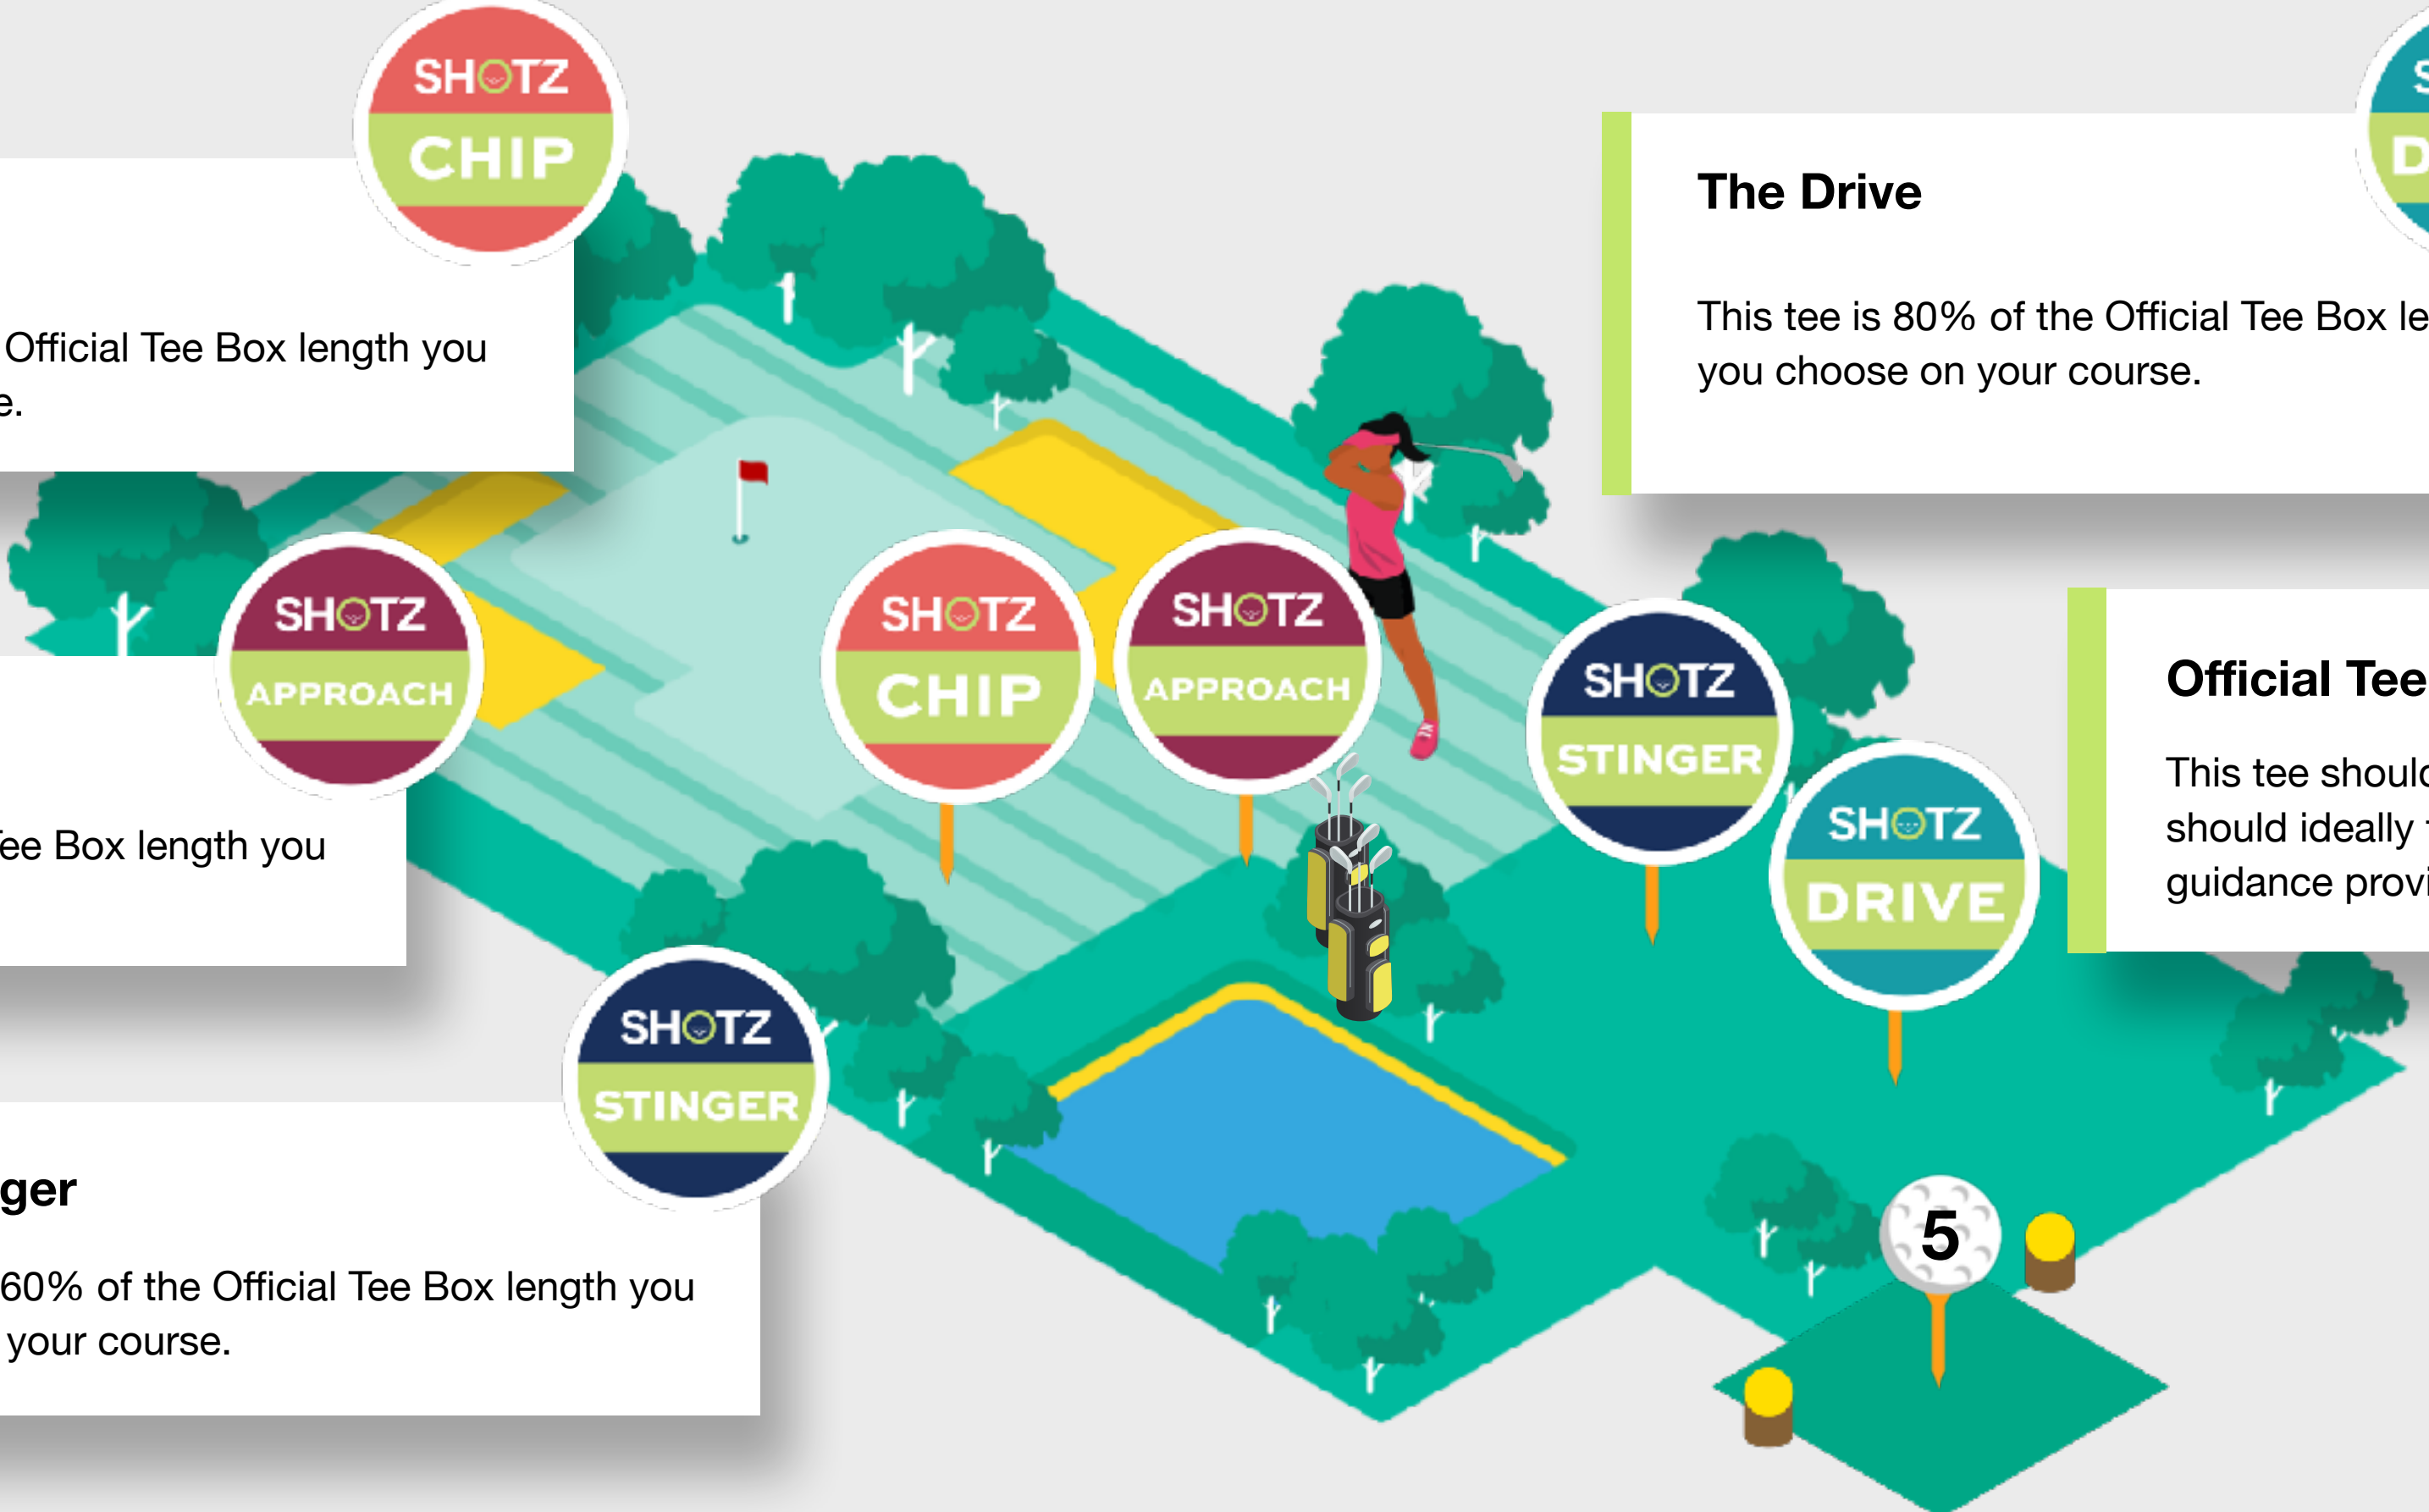 SHOTZ
CHIP
Official Tee Box length you
e.
The Drive
This tee is 80% of the Official Tee Box le
you choose on your course.
S
D
SHOTZ
APPROACH
Tee Box length you
SHOTZ
CHIP
SHOTZ
APPROACH
SHOTZ
STINGER
SHOTZ
DRIVE
Official Tee
This tee should
should ideally
guidance provi
SHOTZ
STINGER
ger
60% of the Official Tee Box length you
your course.
5